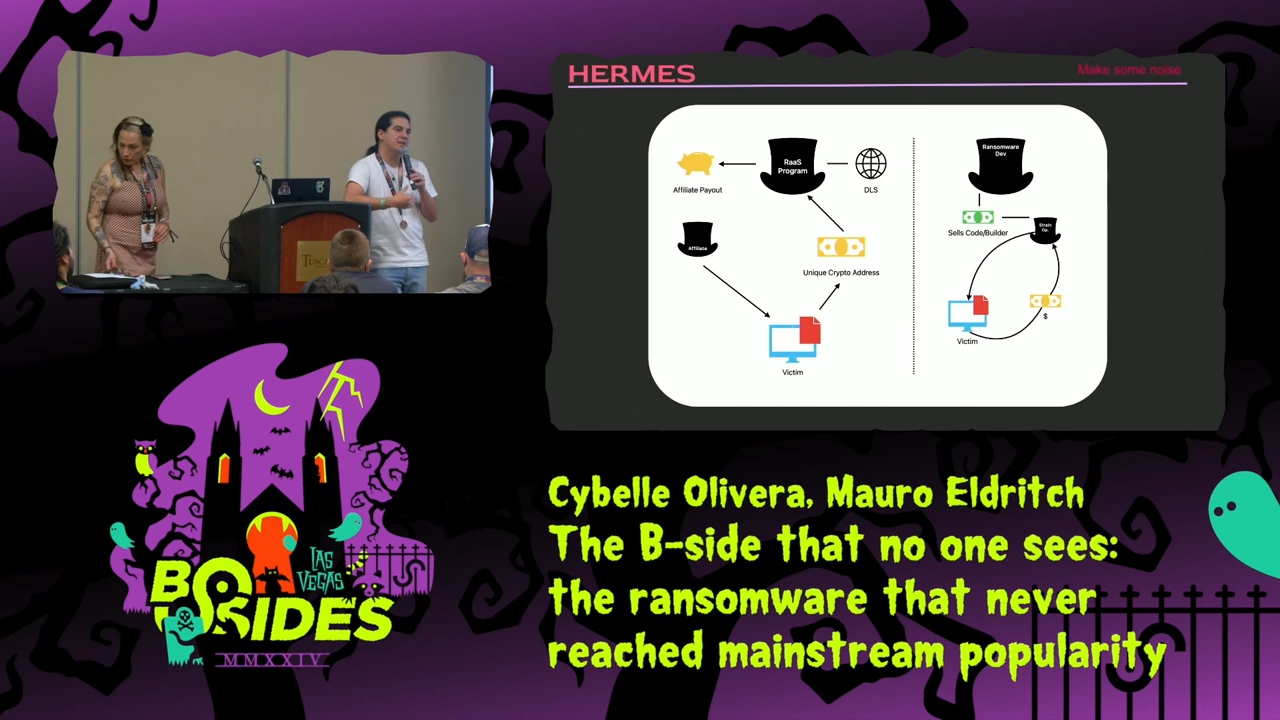 HERMES
Make some noise
RaaS
Program
Affiliate Payout
DLS
Affiliate
Unique Crypto Address
Victim
Ransomware
Dev
Sells Code/Builder
Strain
Op.
$
Victim
Cybelle Olivera, Mauro Eldritch
The B-side that no one sees:
the ransomware that never
reached mainstream popularity
BSIDES
LAS
VEGAS
MMXXIV